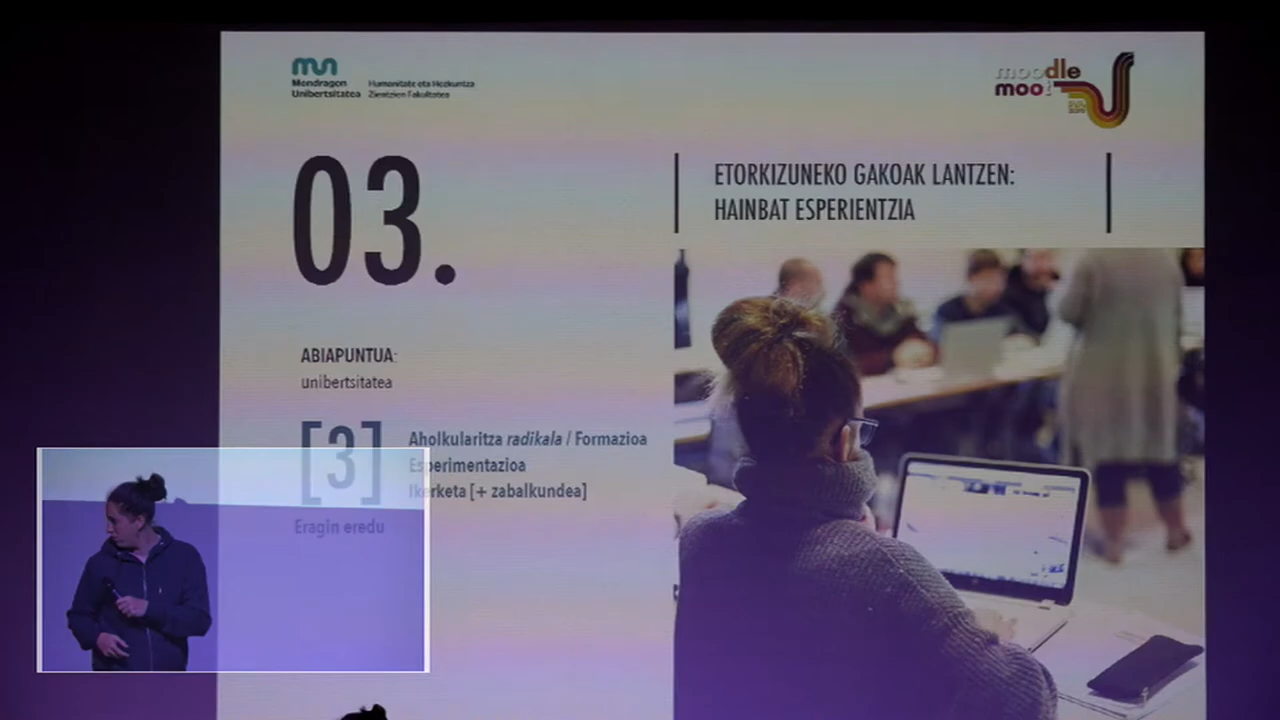 Mondragon
Unibertsitatea
Humanitate eta Hezkuntza
Zientzien Fakultatea
moodle
moo
03.
ETORKIZUNEKO GAKOAK LANTZEN:
HAINBAT ESPERIENTZIA
ABIAPUNTUA:
unibertsitatea
[3]
Aholkularitza radikala / Formazioa
Esperimentazioa
Ikerketa [+ zabalkundea]
Eragin eredu